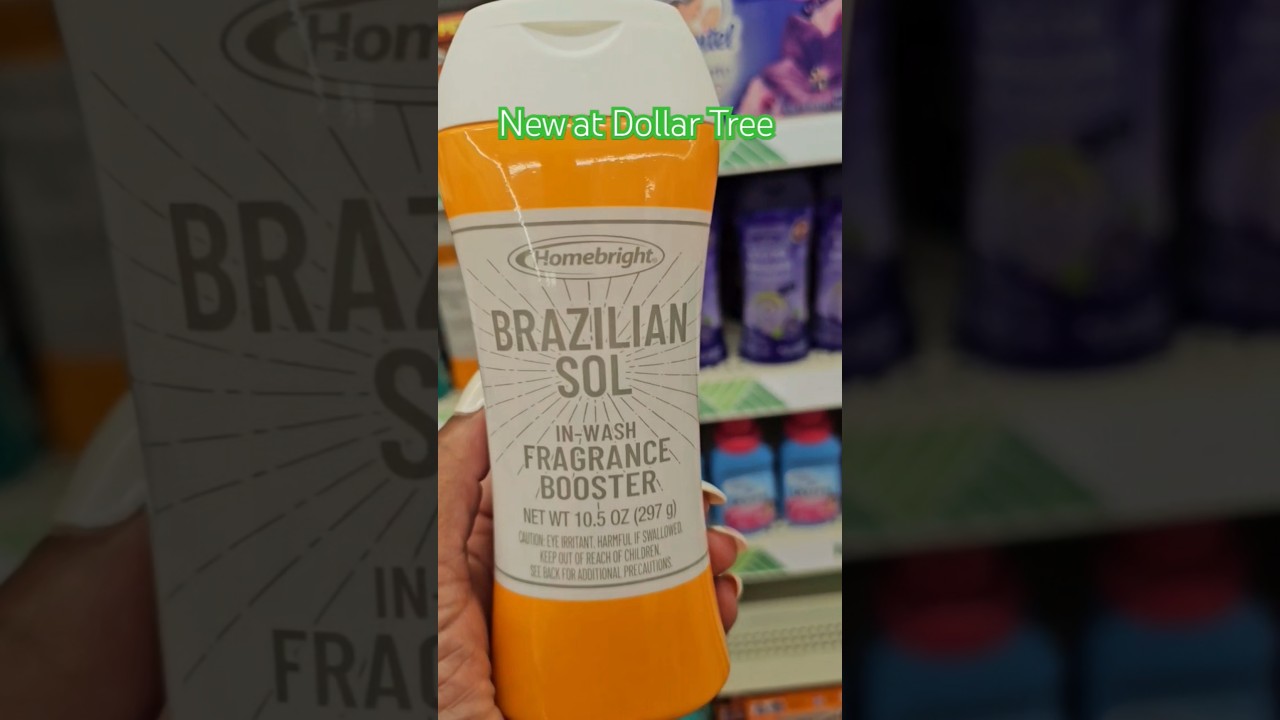 New at Dollar Tree
Homebright
BRAZILIAN
SOL
IN-WASH
FRAGRANCE
BOOSTER
NET WT 10.5 OZ (297 g)
CAUTION: EYE IRRITANT. HARMFUL IF SWALLOWED.
KEEP OUT OF REACH OF CHILDREN.
SEE BACK FOR ADDITIONAL PRECAUTIONS.